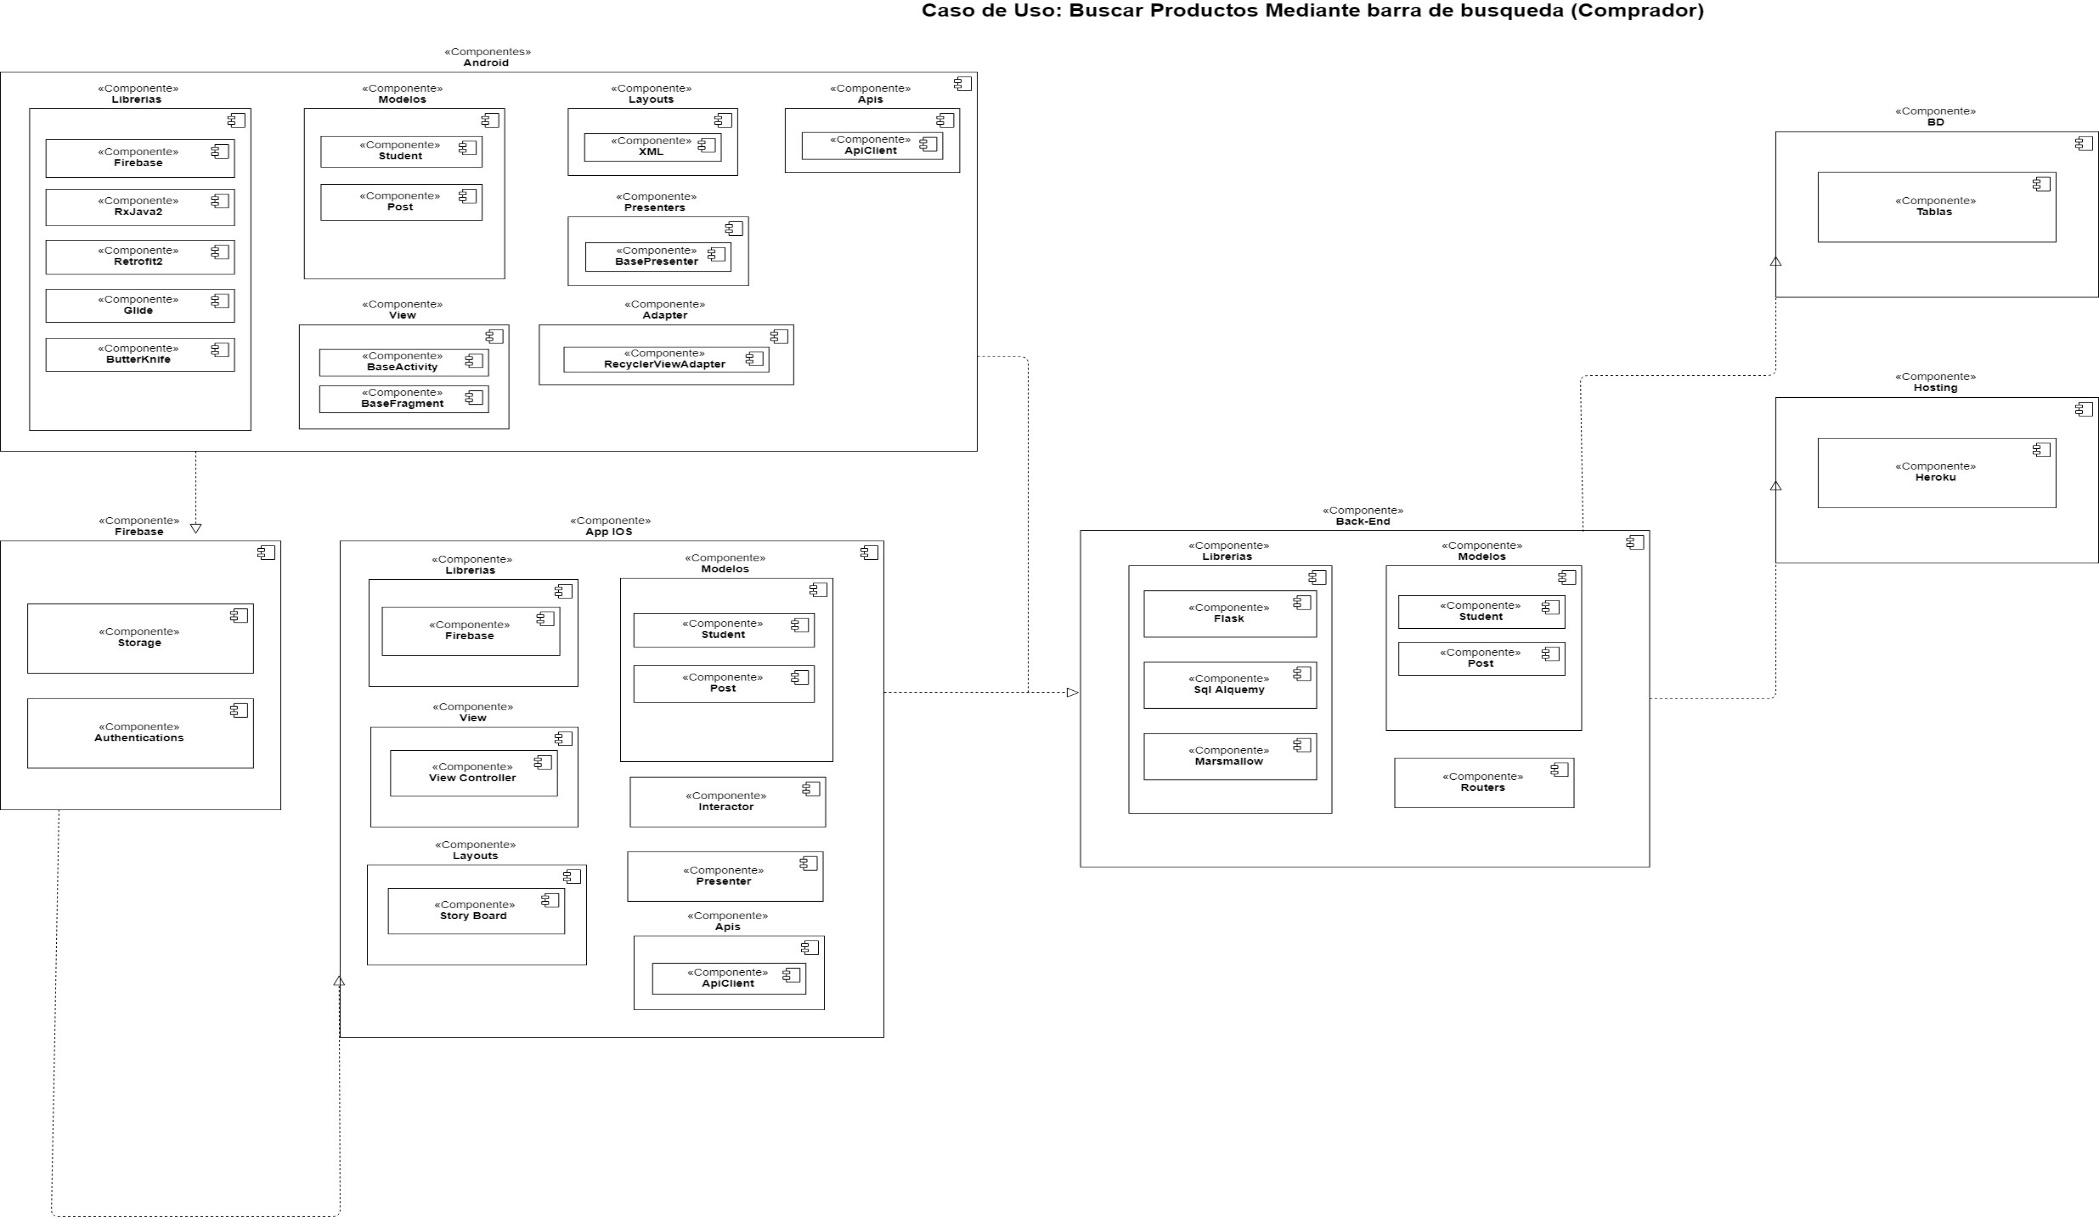 Caso de Uso: Buscar Productos Mediante barra de busqueda (Comprador)
«Componentes»
Android
«Componente»
Librerias
«Componente»
Firebase
«Componente»
RxJava2
«Componente»
Retrofit2
«Componente»
Glide
«Componente»
ButterKnife
«Componente»
Modelos
«Componente»
Student
«Componente»
Post
«Componente»
View
«Componente»
BaseActivity
«Componente»
BaseFragment
«Componente»
Layouts
«Componente»
XML
«Componente»
Presenters
«Componente»
BasePresenter
«Componente»
Adapter
«Componente»
RecyclerViewAdapter
«Componente»
Apis
«Componente»
ApiClient
«Componente»
BD
«Componente»
Tablas
«Componente»
Hosting
«Componente»
Heroku
«Componente»
Firebase
«Componente»
Storage
«Componente»
Authentications
«Componente»
App IOS
«Componente»
Librerias
«Componente»
Firebase
«Componente»
View
«Componente»
View Controller
«Componente»
Layouts
«Componente»
Story Board
«Componente»
Modelos
«Componente»
Student
«Componente»
Post
«Componente»
Interactor
«Componente»
Presenter
«Componente»
Apis
«Componente»
ApiClient
«Componente»
Back-End
«Componente»
Librerias
«Componente»
Flask
«Componente»
Sql Alquemy
«Componente»
Marsmallow
«Componente»
Modelos
«Componente»
Student
«Componente»
Post
«Componente»
Routers